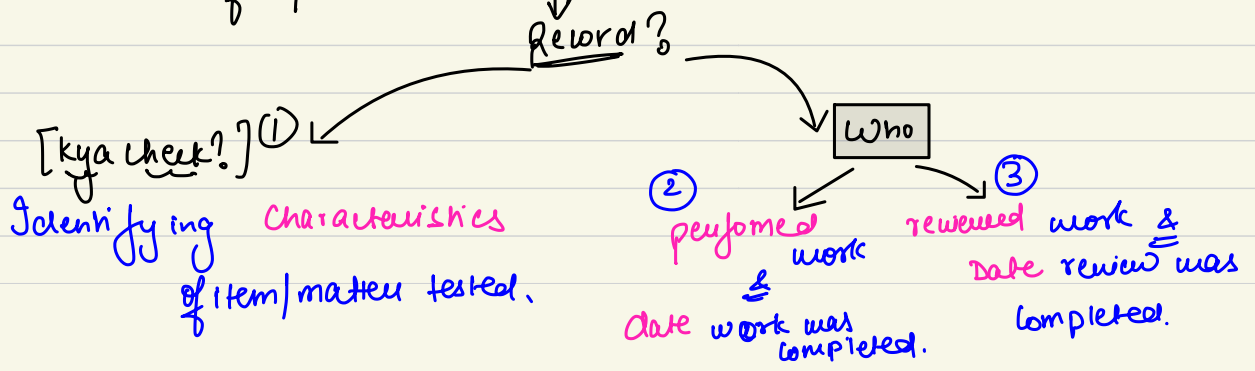 Record?
[kya check?] ①
Who
Identifying characteristics
of item/matter tested.
②
perfomed
work
&
date work was
completed.
③
reviewed work &
Date review was
completed.